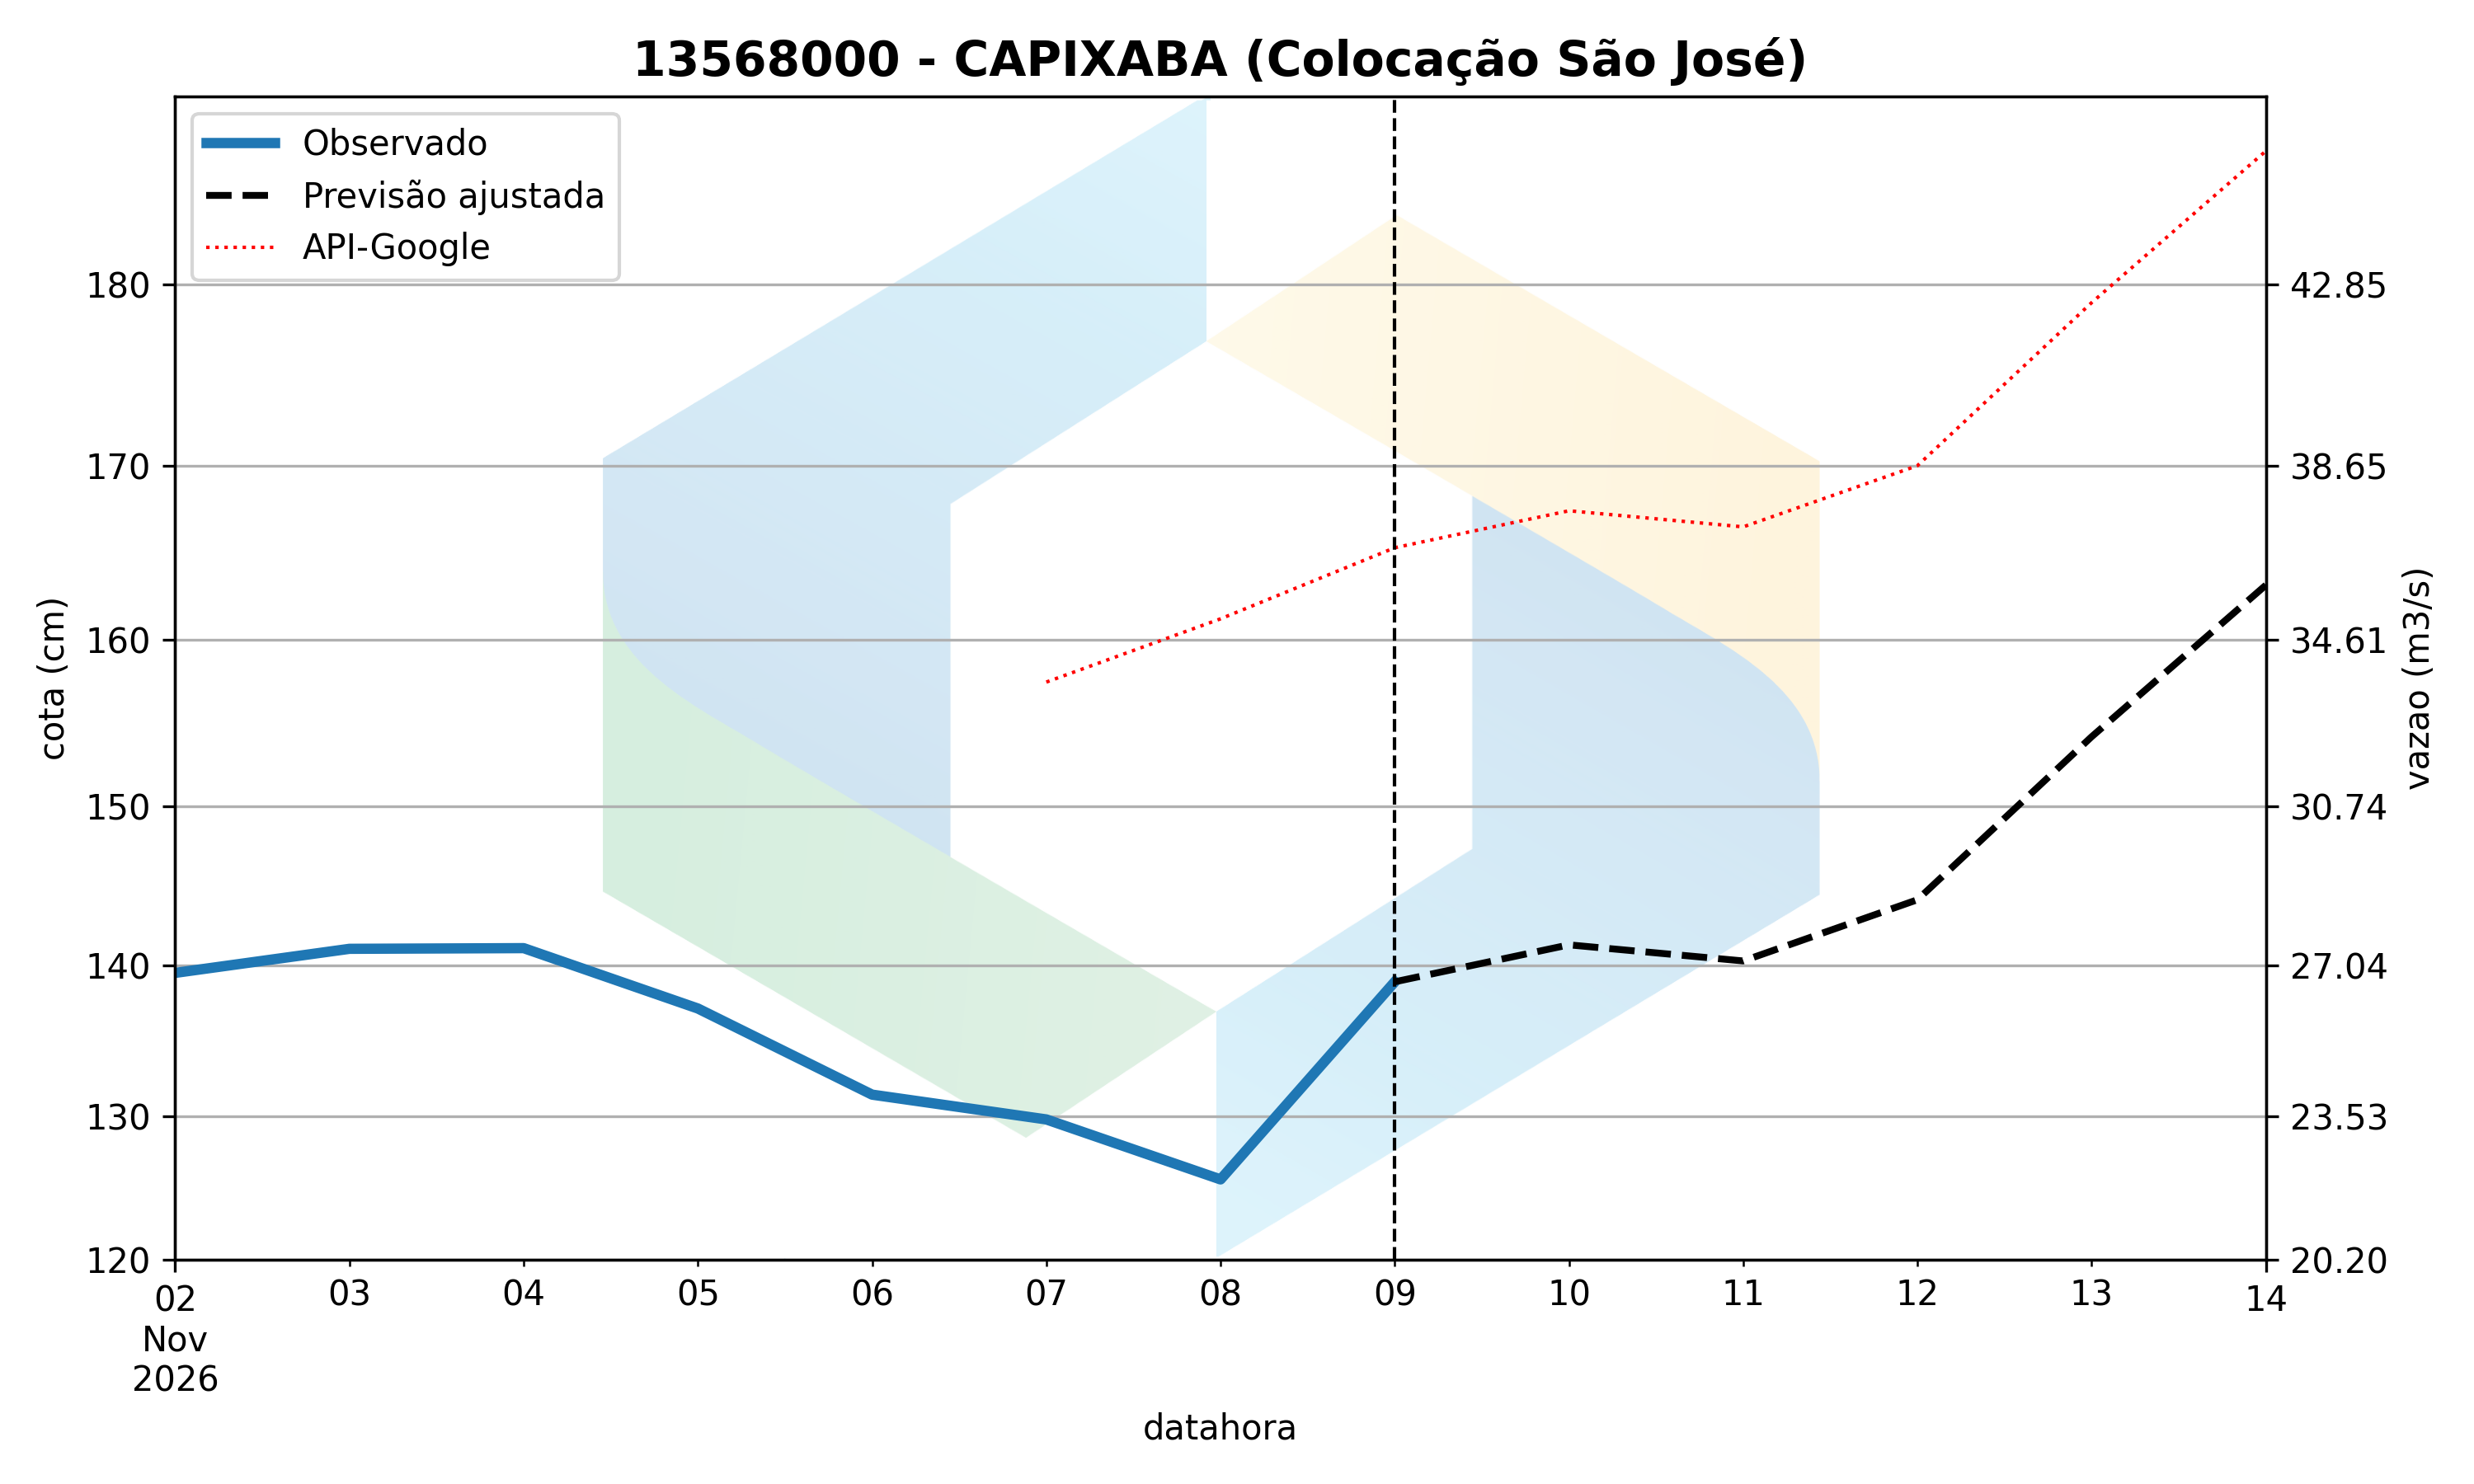 13568000 - CAPIXABA (Colocação São José)
Observado
Previsão ajustada
API-Google
cota (cm)
180
170
160
150
140
130
120
42.85
38.65
34.61
30.74
27.04
23.53
20.20
vazao (m3/s)
02 03 04 05 06 07 08 09 10 11 12 13 14
Nov
2026
datahora